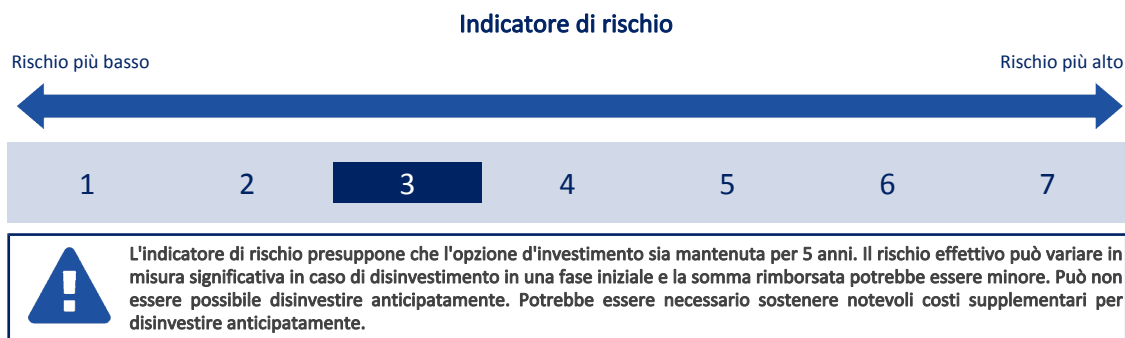 Indicatore di rischio
Rischio più basso
Rischio più alto
1 2 3 4 5 6 7
L'indicatore di rischio presuppone che l'opzione d'investimento sia mantenuta per 5 anni. Il rischio effettivo può variare in
misura significativa in caso di disinvestimento in una fase iniziale e la somma rimborsata potrebbe essere minore. Può non
essere possibile disinvestire anticipatamente. Potrebbe essere necessario sostenere notevoli costi supplementari per
disinvestire anticipatamente.